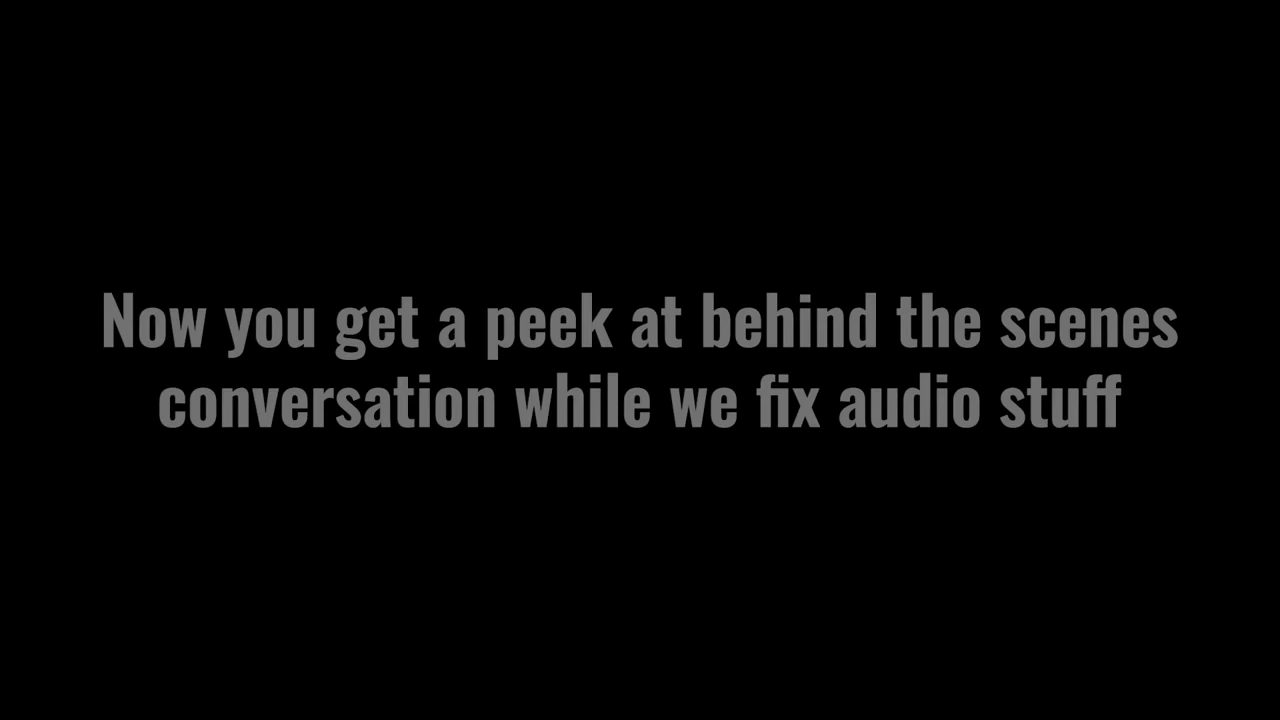 Now you get a peek at behind the scenes
conversation while we fix audio stuff